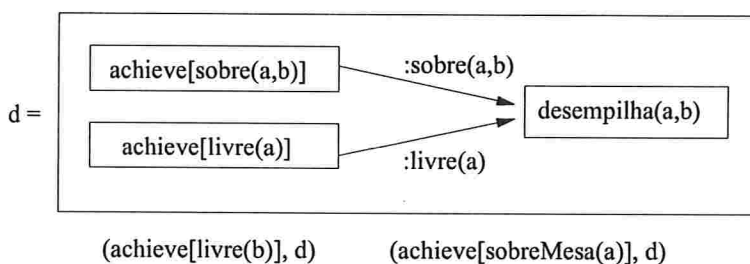 achieve[sobre(a,b)]
:sobre(a,b)
d =
desempilha(a,b)
achieve[livre(a)]
:livre(a)
(achieve[livre(b)], d) (achieve[sobreMesa(a)], d)